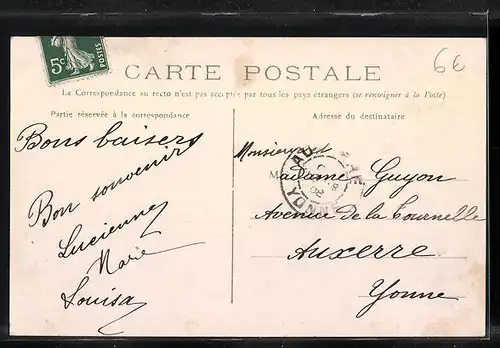 5c POSTES
6€
CARTE POSTALE
La Correspondance au recto n'est pas acceptée par tous les pays étrangers (se renseigner à la Poste)
Partie réservée à la correspondance
Adresse du destinataire
Bons baisers
Bon souvenir
Lucienne
Marie
Louisa
Monsieur et
Madame Guyon
Avenue de la Tournelle
Auxerre
Yonne